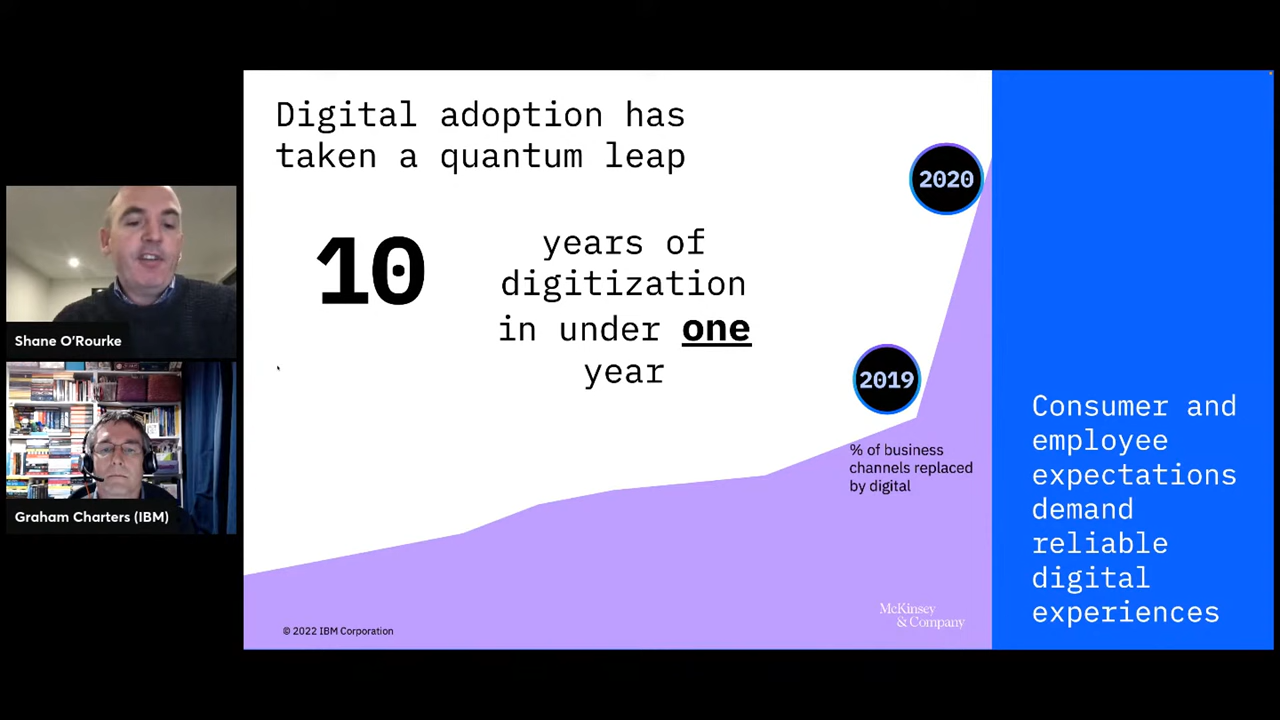 Digital adoption has
taken a quantum leap
10
years of
digitization
in under one
year
2020
2019
% of business
channels replaced
by digital
McKinsey
& Company
© 2022 IBM Corporation
Consumer and
employee
expectations
demand
reliable
digital
experiences
Shane O'Rourke
Graham Charters (IBM)